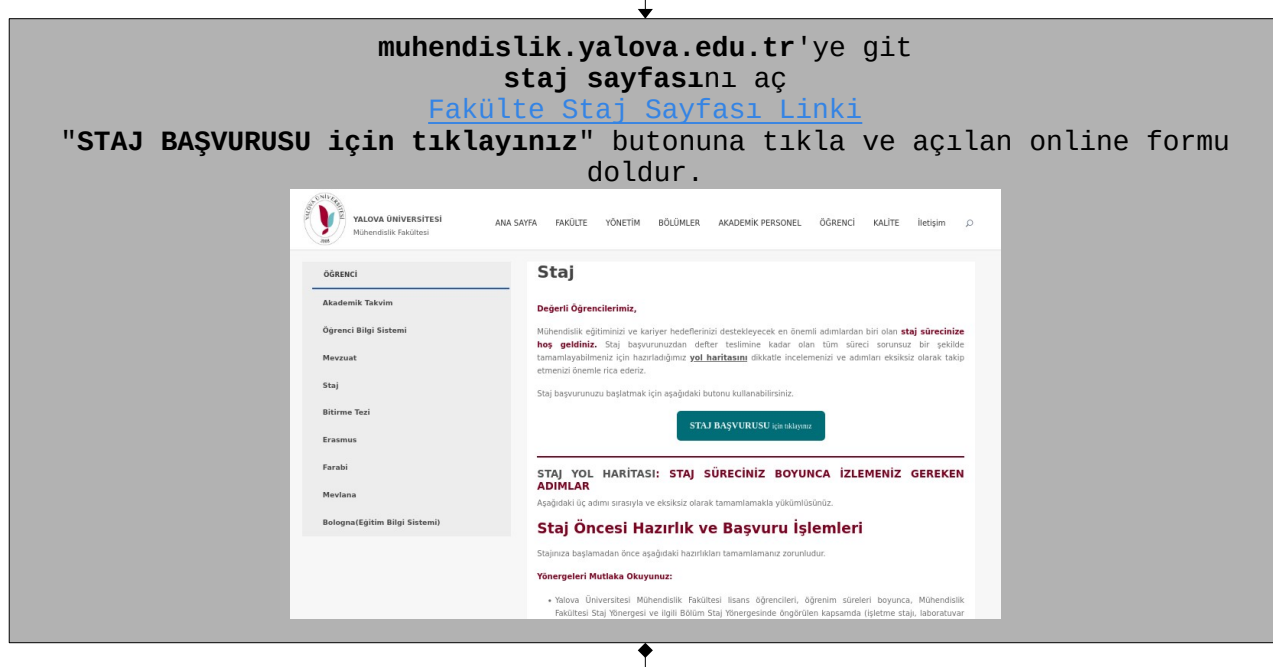 muhendislik.yalova.edu.tr'ye git
staj sayfasını aç
Fakülte Staj Sayfası Linki
"STAJ BAŞVURUSU için tıklayınız" butonuna tıkla ve açılan online formu
doldur.
YALOVA ÜNİVERSİTESİ
Mühendislik Fakültesi
ANA SAYFA FAKÜLTE YÖNETİM BÖLÜMLER AKADEMİK PERSONEL ÖĞRENCİ KALİTE İletişim
ÖĞRENCİ
Akademik Takvim
Öğrenci Bilgi Sistemi
Mevzuat
Staj
Bitirme Tezi
Erasmus
Farabi
Mevlana
Bologna(Eğitim Bilgi Sistemi)
Staj
Değerli Öğrencilerimiz,
Mühendislik eğitiminizi ve kariyer hedeflerinizi destekleyecek en önemli adımlardan biri olan staj sürecinize
hoş geldiniz. Staj başvurunuzdan defter teslimine kadar olan tüm süreci sorunsuz bir şekilde
tamamlayabilmeniz için hazırladığımız yol haritasını dikkatle incelemenizi ve adımları eksiksiz olarak takip
etmenizi önemle rica ederiz.
Staj başvurunuzu başlatmak için aşağıdaki butonu kullanabilirsiniz.
STAJ BAŞVURUSU için tıklayınız
STAJ YOL HARİTASI: STAJ SÜRECİNİZ BOYUNCA İZLEMENİZ GEREKEN
ADIMLAR
Aşağıdaki üç adımı sırasıyla ve eksiksiz olarak tamamlamakla yükümlüsünüz.
Staj Öncesi Hazırlık ve Başvuru İşlemleri
Stajınıza başlamadan önce aşağıdaki hazırlıkları tamamlamanız zorunludur.
Yönergeleri Mutlaka Okuyunuz:
• Yalova Üniversitesi Mühendislik Fakültesi lisans öğrencileri, öğrenim süreleri boyunca, Mühendislik
Fakültesi Staj Yönergesi ve ilgili Bölüm Staj Yönergesinde öngörülen kapsamda (işletme stajı, laboratuvar